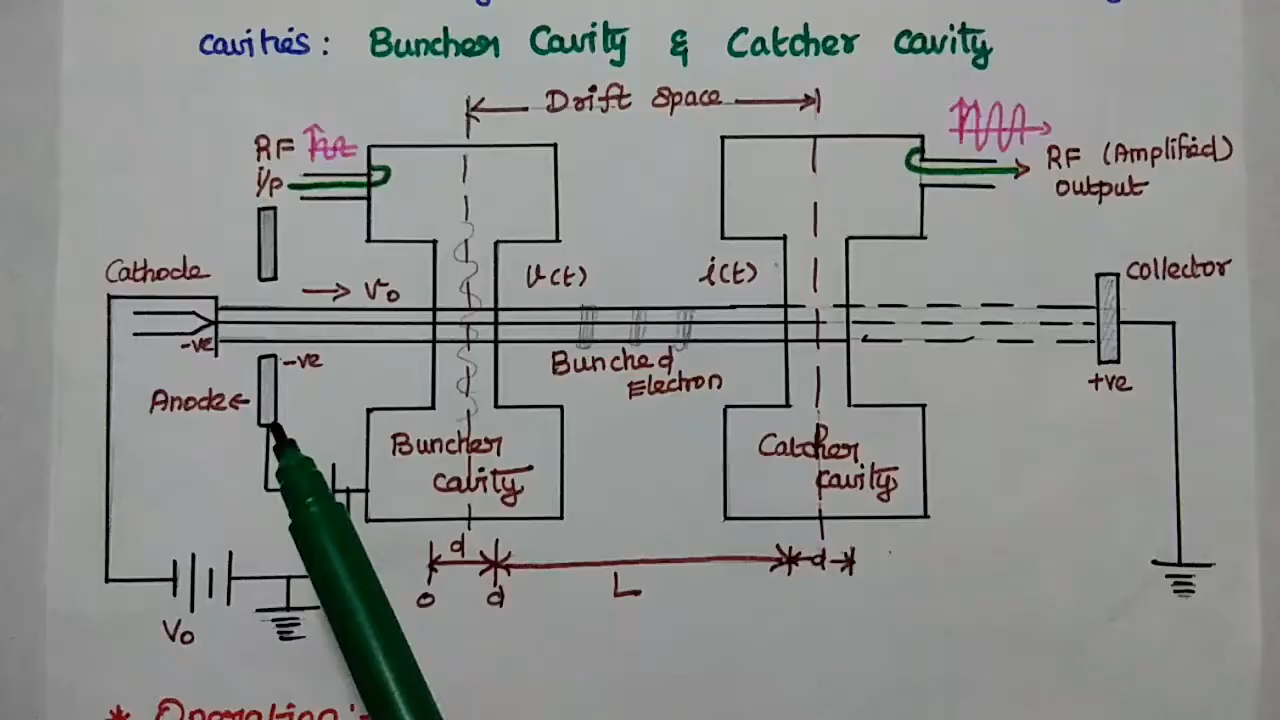 cavities: Buncher Cavity & Catcher cavity
Drift Space
RF
i/p
RF (Amplified)
output
Cathode
V0
v(t)
i(t)
collector
-ve
-ve
Bunched
Electron
+ve
Anode
Buncher
cavity
Catcher
cavity
d
d
L
0
d
V0
* Operation:-